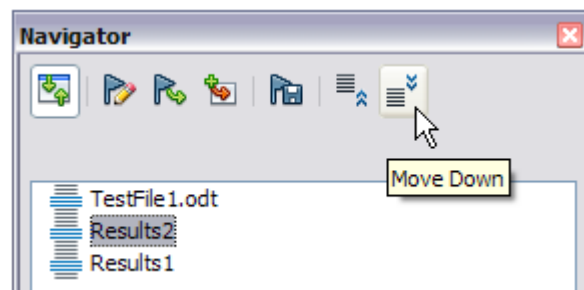 Navigator
Move Down
TestFile1.odt
Results2
Results1